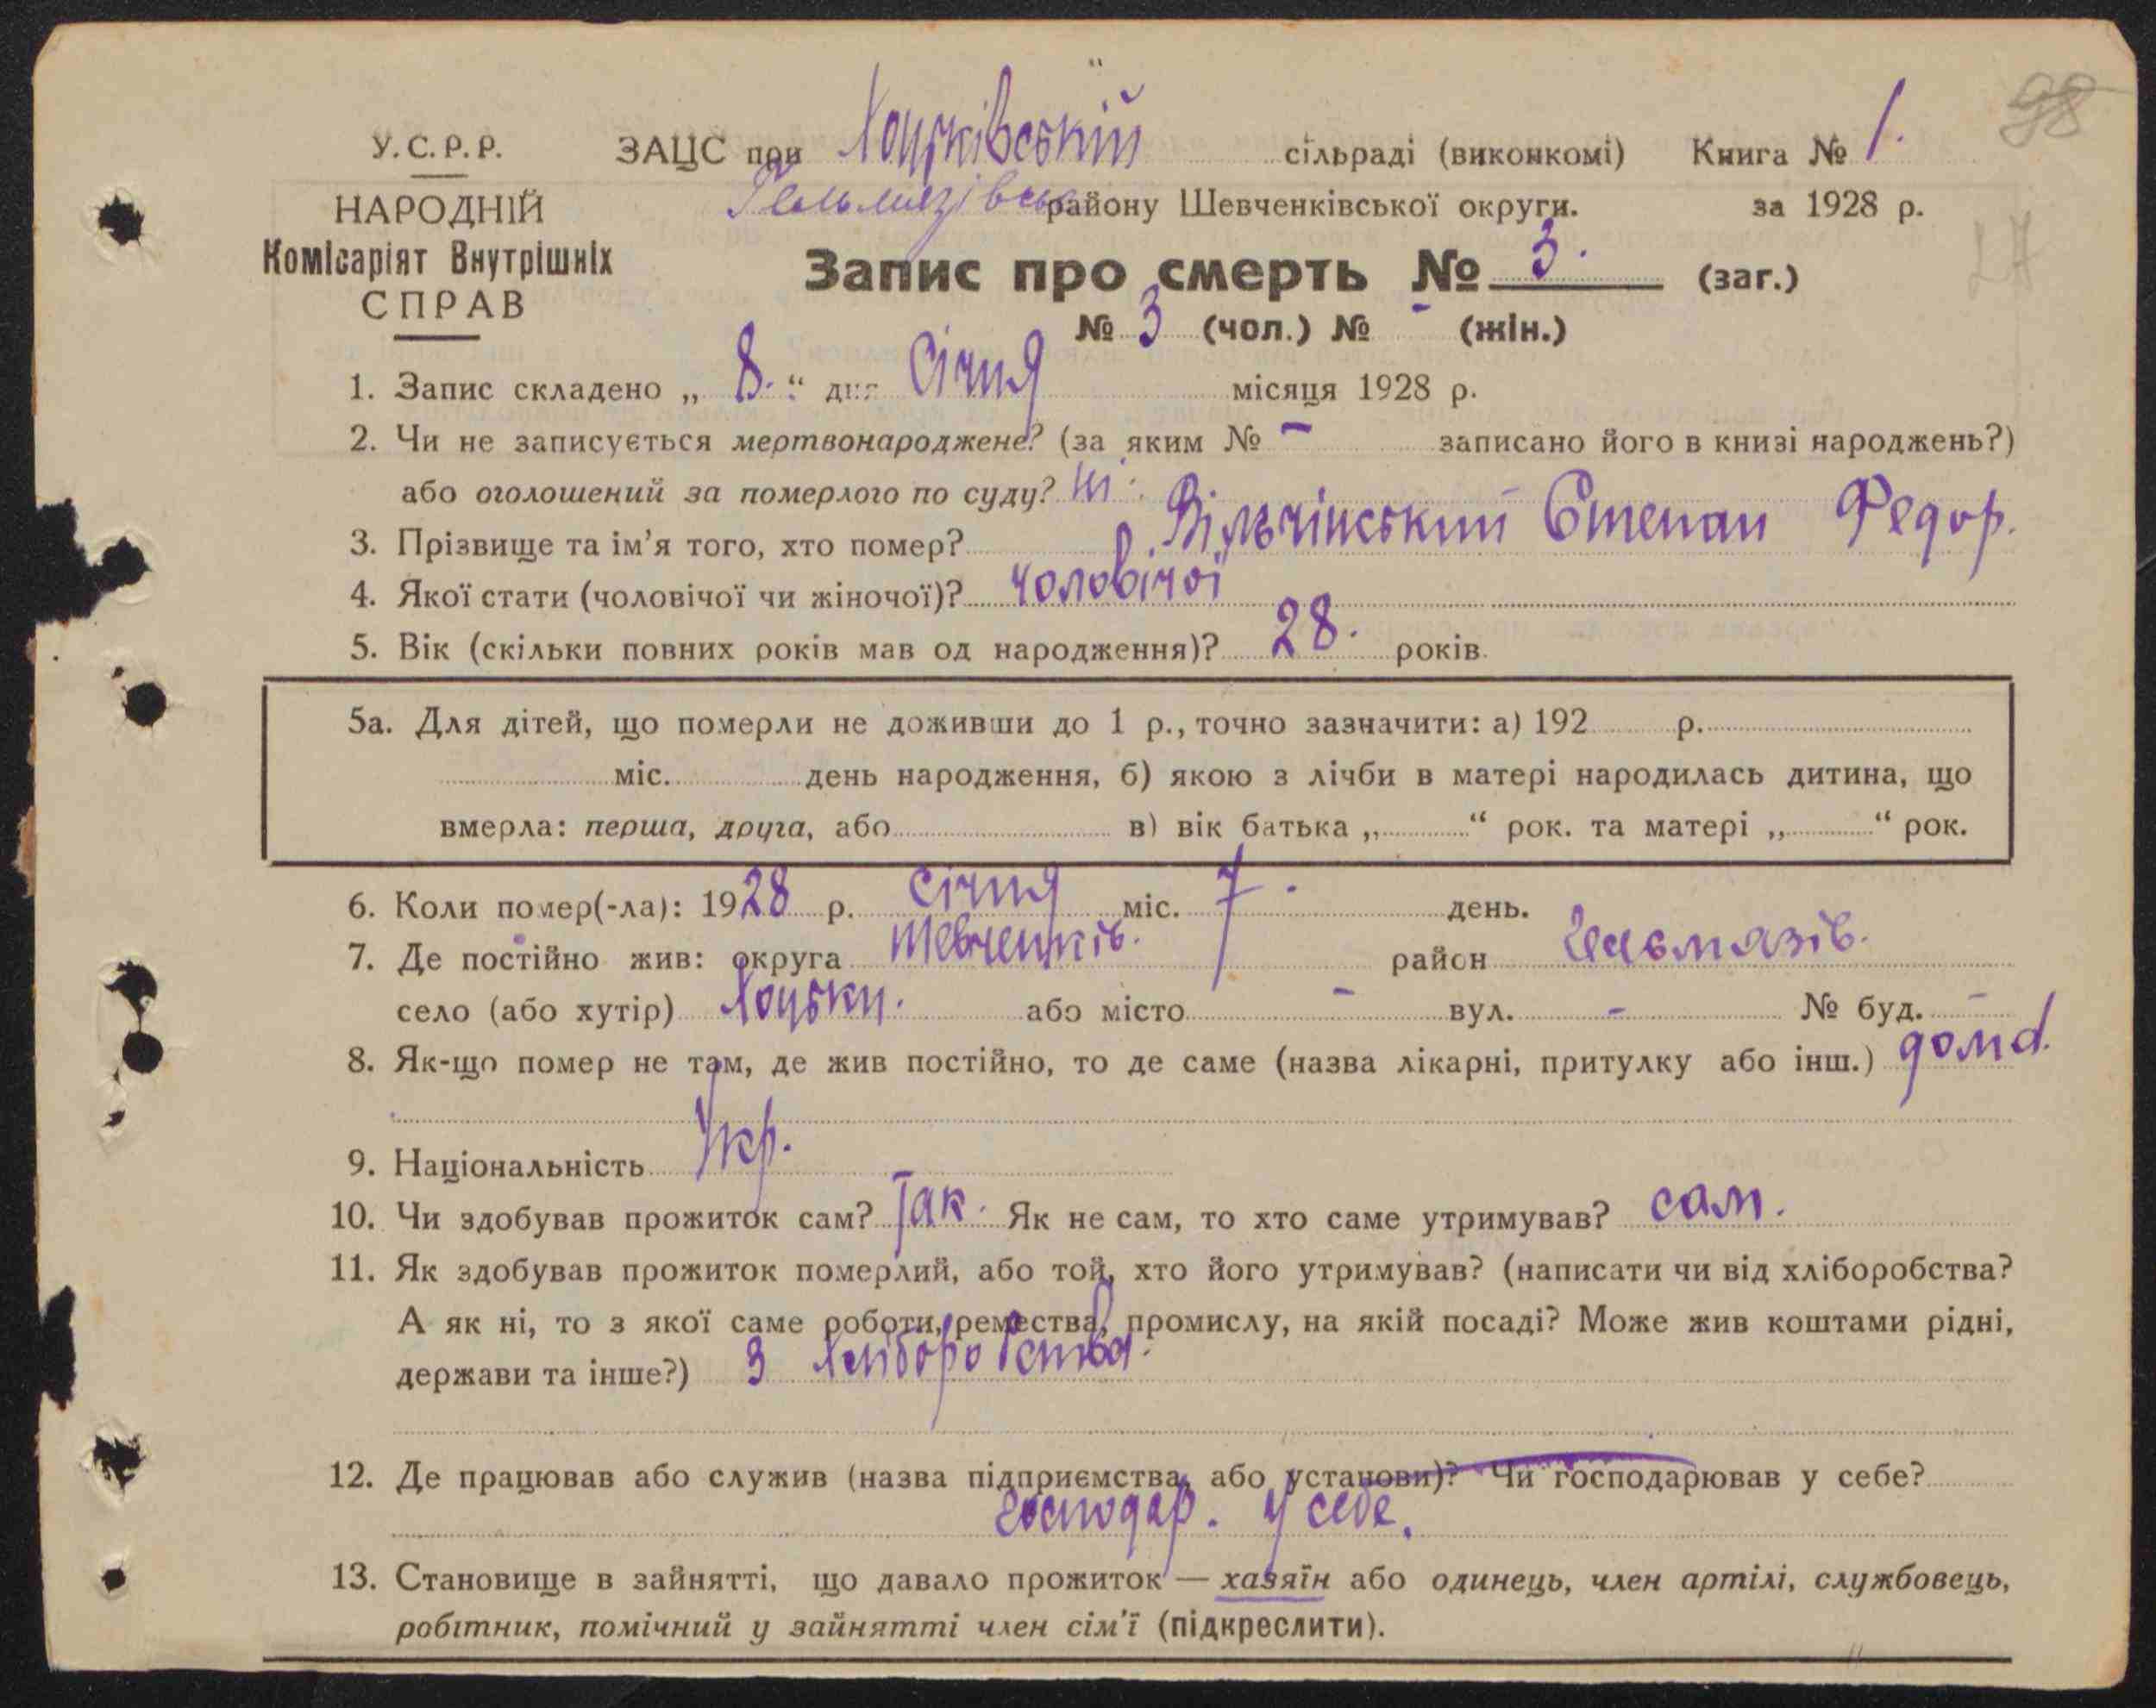 98
У.С.Р.Р. ЗАЦС при Хоцківській сільраді (виконкомі) Книга № 1.
НАРОДНІЙ Гельмязівськ району Шевченківської округи. за 1928 р.
Комісаріят Внутрішніх
СПРАВ
Запис про смерть № 3. (заг.)
№ 3 (чол.) № - (жін.)
1. Запис складено „ 8. “ дня Січня місяця 1928 р.
2. Чи не записується мертвонароджене? (за яким № - записано його в книзі народжень?)
або оголошений за померлого по суду? Ні.
3. Прізвище та ім’я того, хто помер? Вільчінський Степан Федор.
4. Якої стати (чоловічої чи жіночої)? чоловічої
5. Вік (скільки повних років мав од народження)? 28. років.
5а. Для дітей, що померли не доживши до 1 р., точно зазначити: а) 192 р.
міс. день народження, б) якою з лічби в матері народилась дитина, що
вмерла: перша, друга, або в) вік батька „ “ рок. та матері „ “ рок.
6. Коли помер(-ла): 1928 р. Січня міс. 7. день.
7. Де постійно жив: округа Шевченків. район Гельмязів.
село (або хутір) Хоцьки. або місто - вул. - № буд. -
8. Як-що помер не там, де жив постійно, то де саме (назва лікарні, притулку або інш.) дома.
9. Національність Укр.
10. Чи здобував прожиток сам? Так. Як не сам, то хто саме утримував? сам.
11. Як здобував прожиток померлий, або той, хто його утримував? (написати чи від хліборобства?
А як ні, то з якої саме роботи, ремества, промислу, на якій посаді? Може жив коштами рідні,
держави та інше?) З хліборобства.
12. Де працював або служив (назва підприємства, або установи)? Чи господарював у себе?
господар. у себе.
13. Становище в зайнятті, що давало прожиток — хазяїн або одинець, член артілі, службовець,
робітник, помічний у зайнятті член сім’ї (підкреслити).